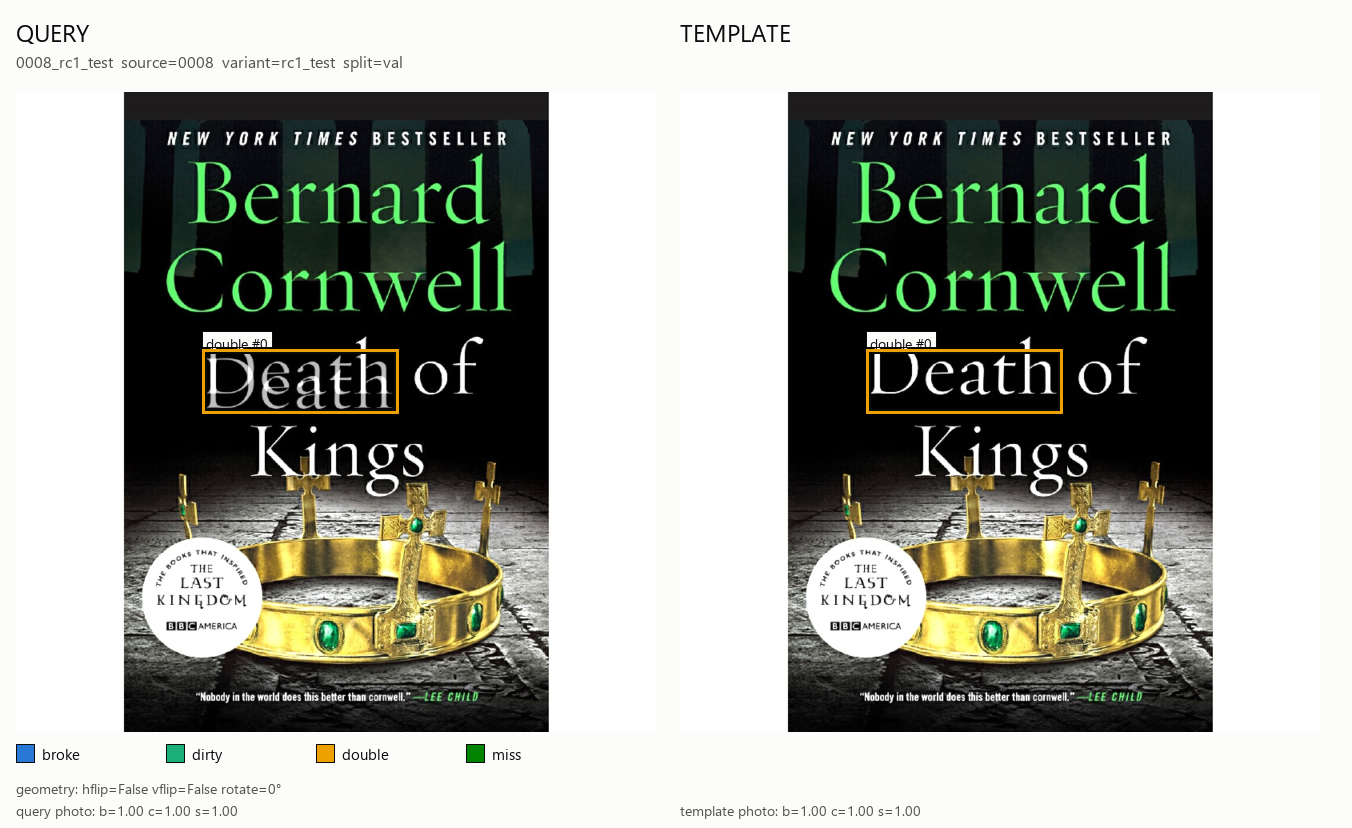 QUERY
0008_rc1_test source=0008 variant=rc1_test split=val
NEW YORK TIMES BESTSELLER
Bernard
Cornwell
double #0
Death of
Kings
THE BOOKS THAT INSPIRED
THE
LAST
KINGDOM
BBC AMERICA
"Nobody in the world does this better than cornwell." —LEE CHILD
TEMPLATE
NEW YORK TIMES BESTSELLER
Bernard
Cornwell
double #0
Death of
Kings
THE BOOKS THAT INSPIRED
THE
LAST
KINGDOM
BBC AMERICA
"Nobody in the world does this better than cornwell." —LEE CHILD
broke
dirty
double
miss
geometry: hflip=False vflip=False rotate=0°
query photo: b=1.00 c=1.00 s=1.00
template photo: b=1.00 c=1.00 s=1.00